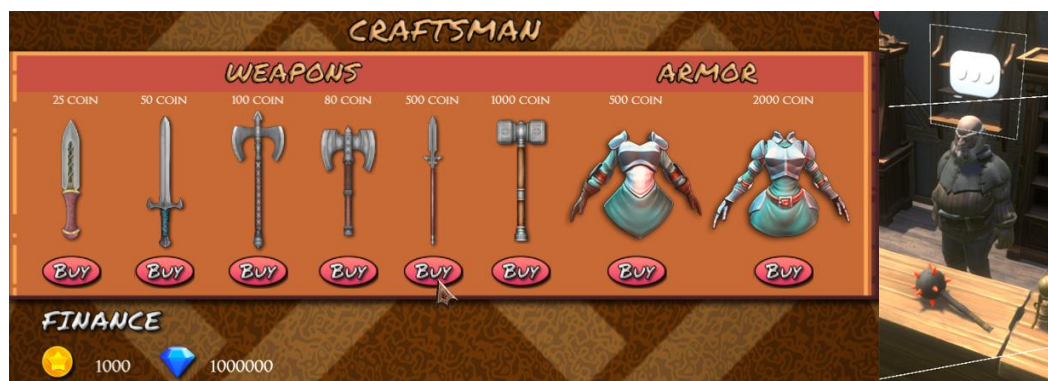 CRAFTSMAN
WEAPONS ARMOR
25 COIN 50 COIN 100 COIN 80 COIN 500 COIN 1000 COIN 500 COIN 2000 COIN
BUY BUY BUY BUY BUY BUY BUY BUY
FINANCE
1000 1000000